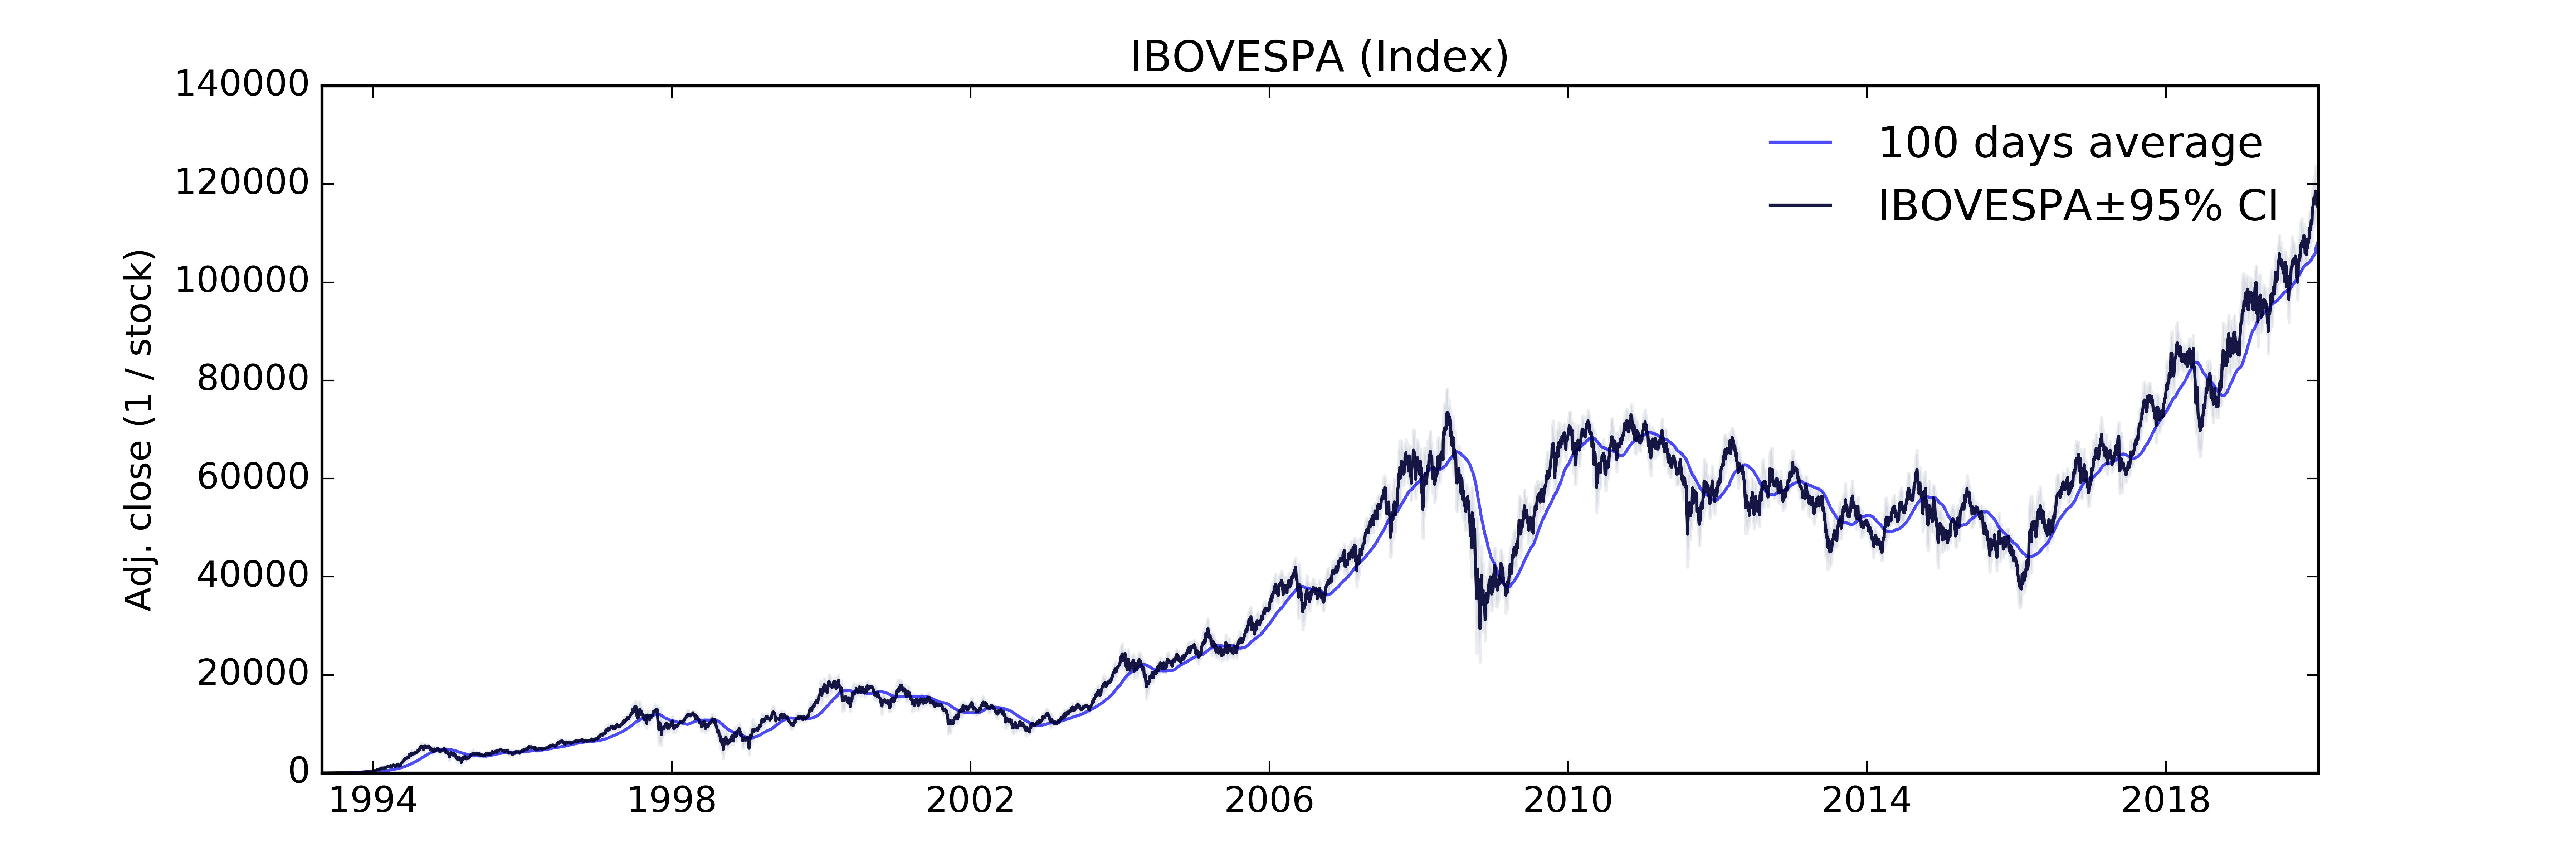 IBOVESPA (Index)
140000
120000
100000
80000
60000
40000
20000
0
Adj. close (1 / stock)
100 days average
IBOVESPA±95% CI
1994 1998 2002 2006 2010 2014 2018